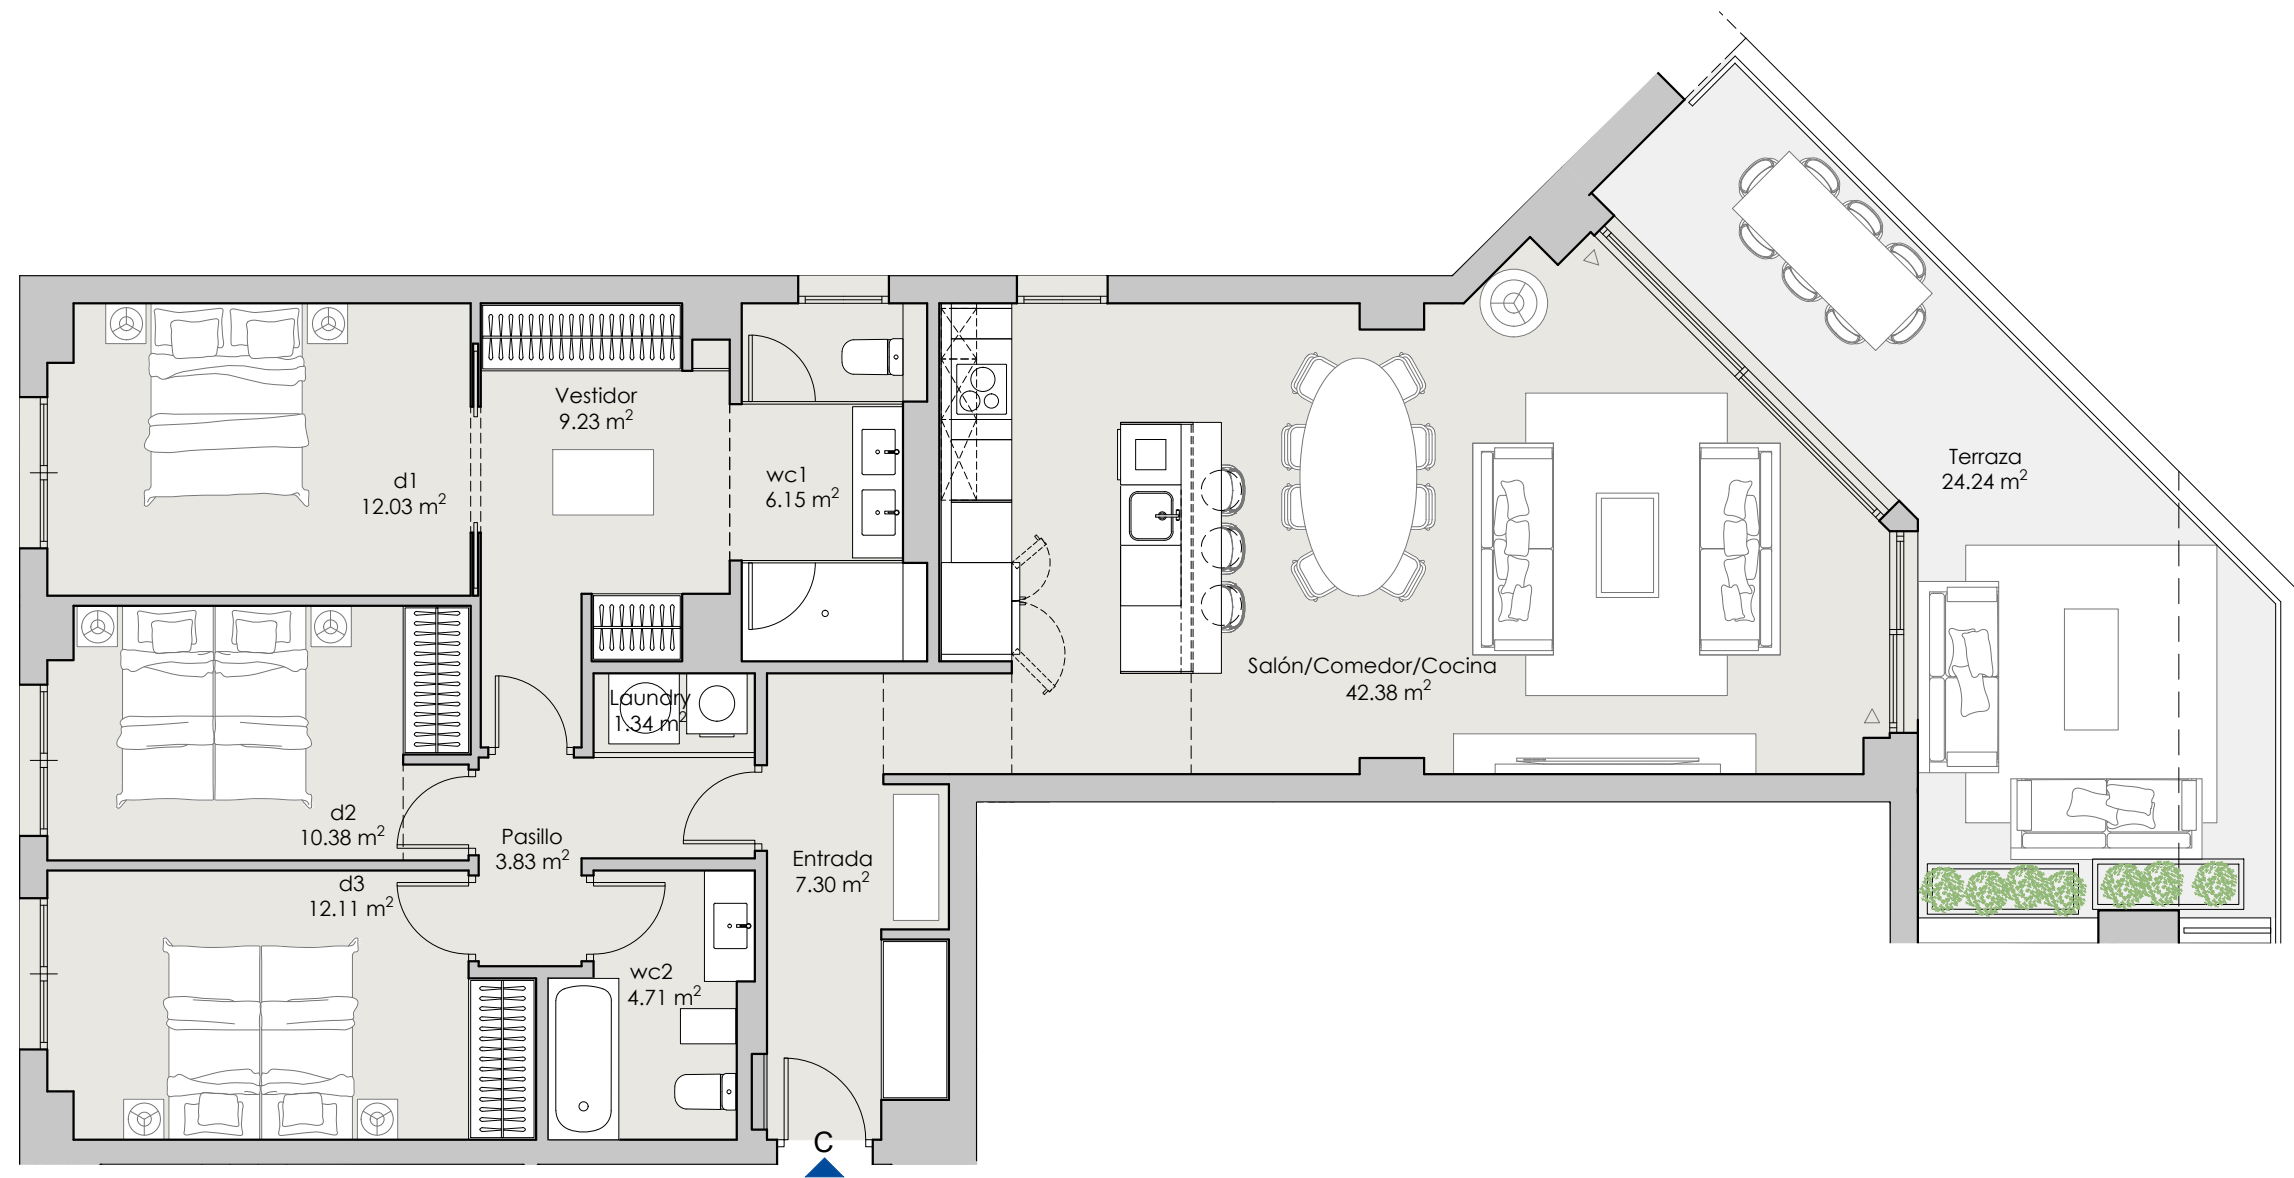 Vestidor
9.23 m²
Terraza
24.24 m²
d1
12.03 m²
wc1
6.15 m²
Salón/Comedor/Cocina
42.38 m²
Laundry
1.34 m²
d2
10.38 m²
Pasillo
3.83 m²
Entrada
7.30 m²
d3
12.11 m²
wc2
4.71 m²
C